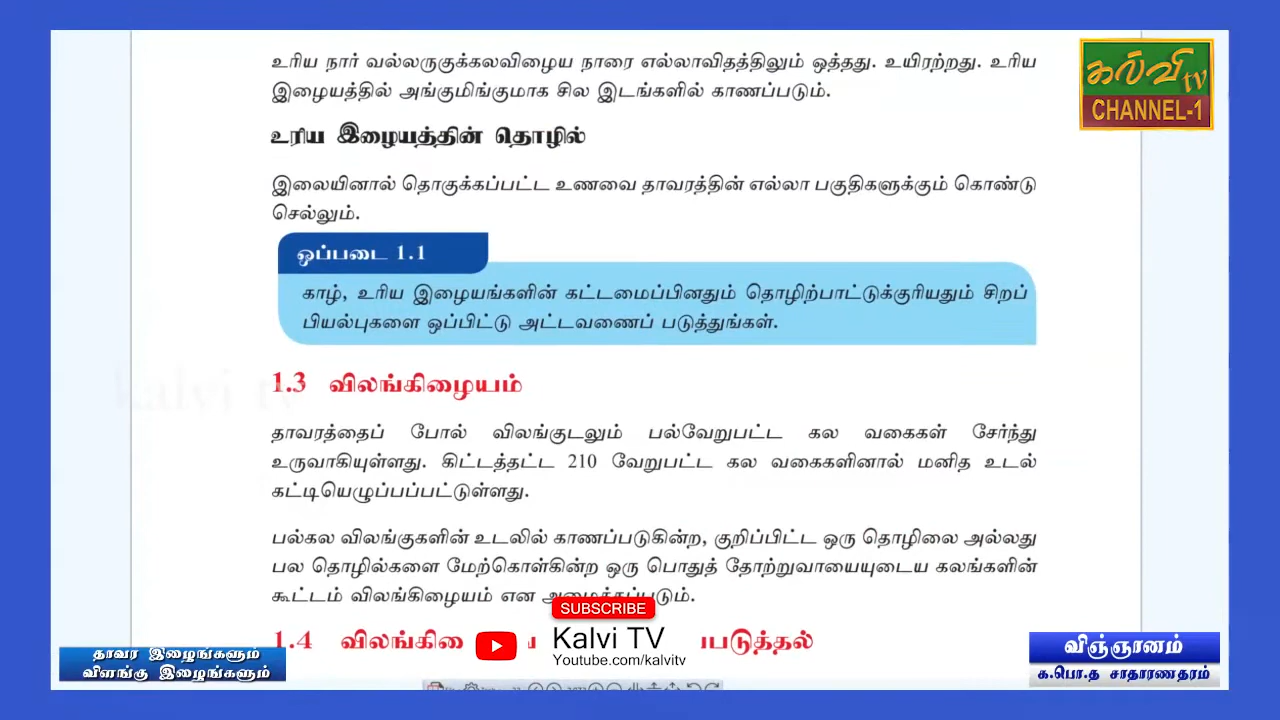 உரிய நார் வல்லருகுக்கலவிழைய நாரை எல்லாவிதத்திலும் ஒத்தது. உயிரற்றது. உரிய
இழையத்தில் அங்குமிங்குமாக சில இடங்களில் காணப்படும்.
கல்வி tv
CHANNEL-1
உரிய இழையத்தின் தொழில்
இலையினால் தொகுக்கப்பட்ட உணவை தாவரத்தின் எல்லா பகுதிகளுக்கும் கொண்டு
செல்லும்.
ஒப்படை 1.1
காழ், உரிய இழையங்களின் கட்டமைப்பினதும் தொழிற்பாட்டுக்குரியதும் சிறப்
பியல்புகளை ஒப்பிட்டு அட்டவணைப் படுத்துங்கள்.
kalvi tv
1.3 விலங்கிழையம்
தாவரத்தைப் போல் விலங்குடலும் பல்வேறுபட்ட கல வகைகள் சேர்ந்து
உருவாகியுள்ளது. கிட்டத்தட்ட 210 வேறுபட்ட கல வகைகளினால் மனித உடல்
கட்டியெழுப்பப்பட்டுள்ளது.
பல்கல விலங்குகளின் உடலில் காணப்படுகின்ற, குறிப்பிட்ட ஒரு தொழிலை அல்லது
பல தொழில்களை மேற்கொள்கின்ற ஒரு பொதுத் தோற்றுவாயையுடைய கலங்களின்
கூட்டம் விலங்கிழையம் என அழைக்கப்படும்.
SUBSCRIBE
1.4
Kalvi TV
Youtube.com/kalvitv
தாவர இழைங்களும்
விளங்கு இழைங்களும்
விஞ்ஞானம்
க.பொ.த சாதாரணதரம்